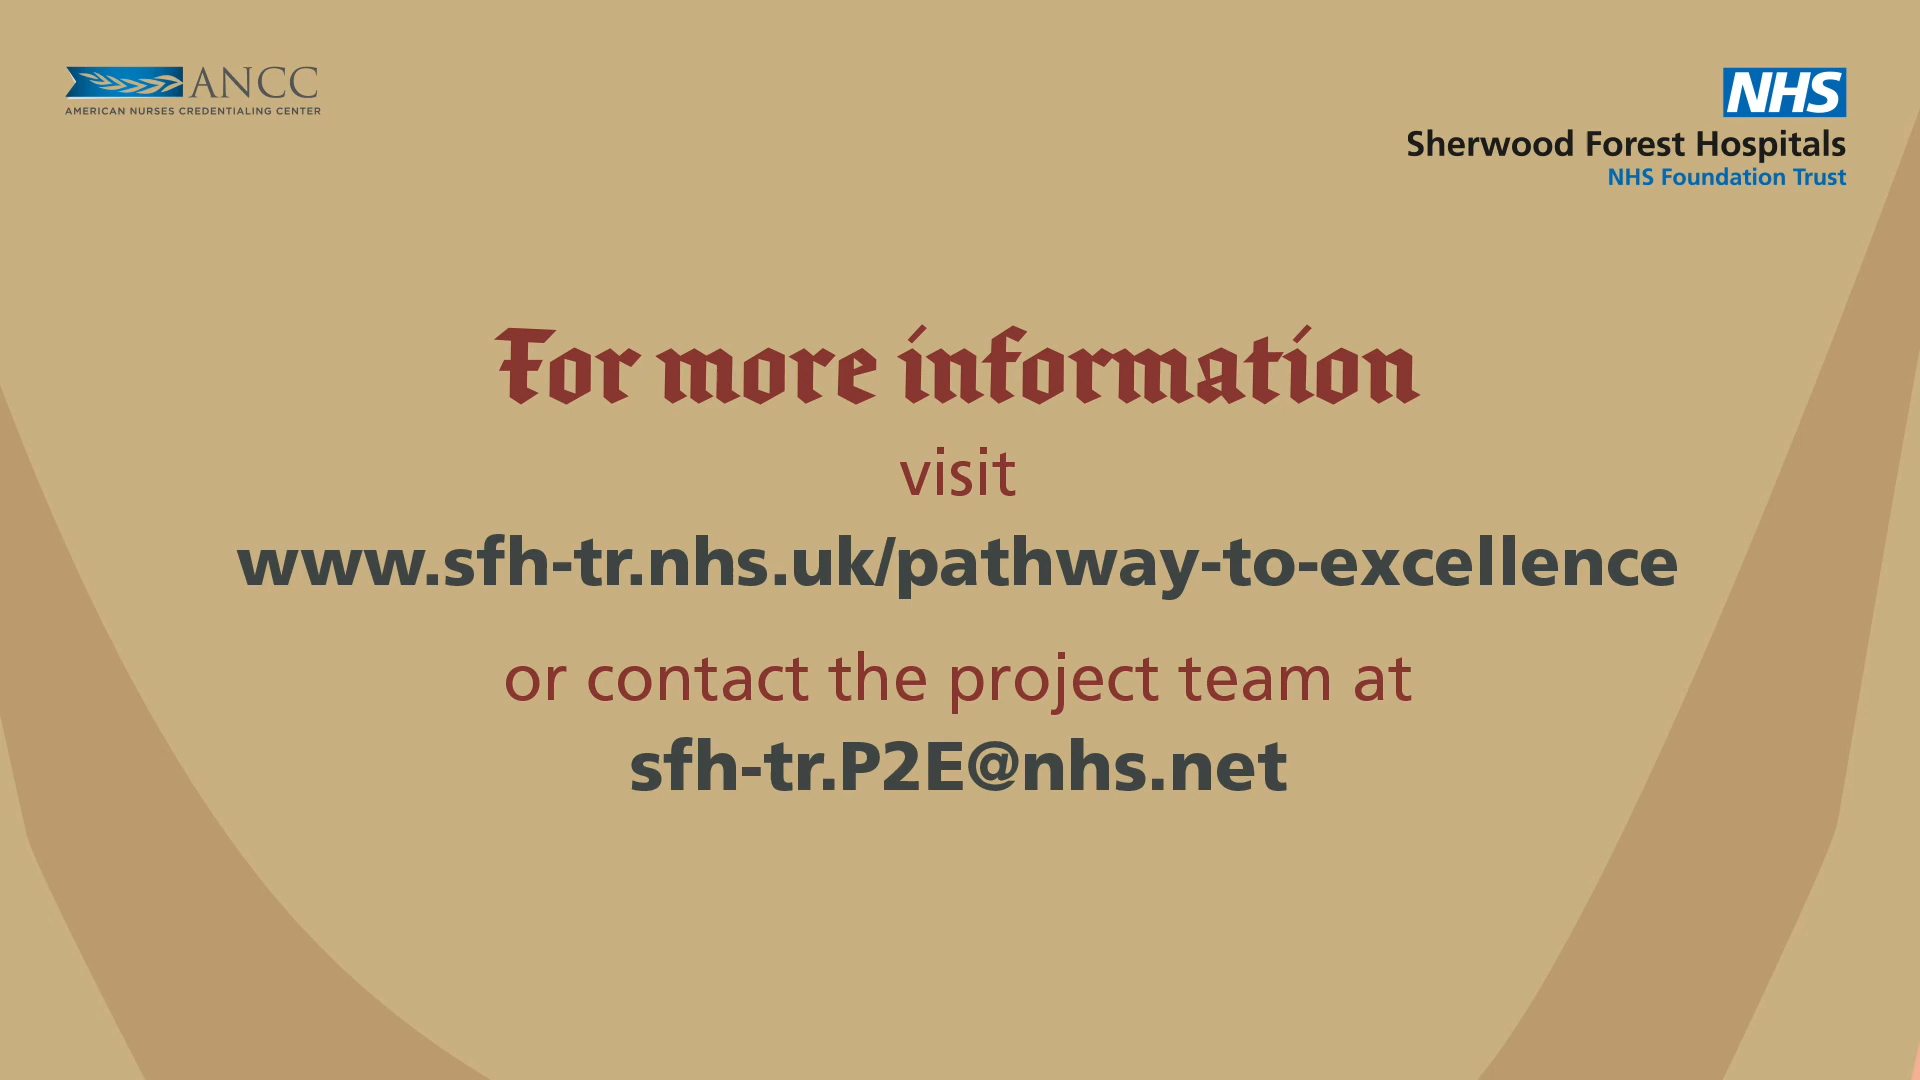 ANCC
AMERICAN NURSES CREDENTIALING CENTER
NHS
Sherwood Forest Hospitals
NHS Foundation Trust
For more information
visit
www.sfh-tr.nhs.uk/pathway-to-excellence
or contact the project team at
sfh-tr.P2E@nhs.net